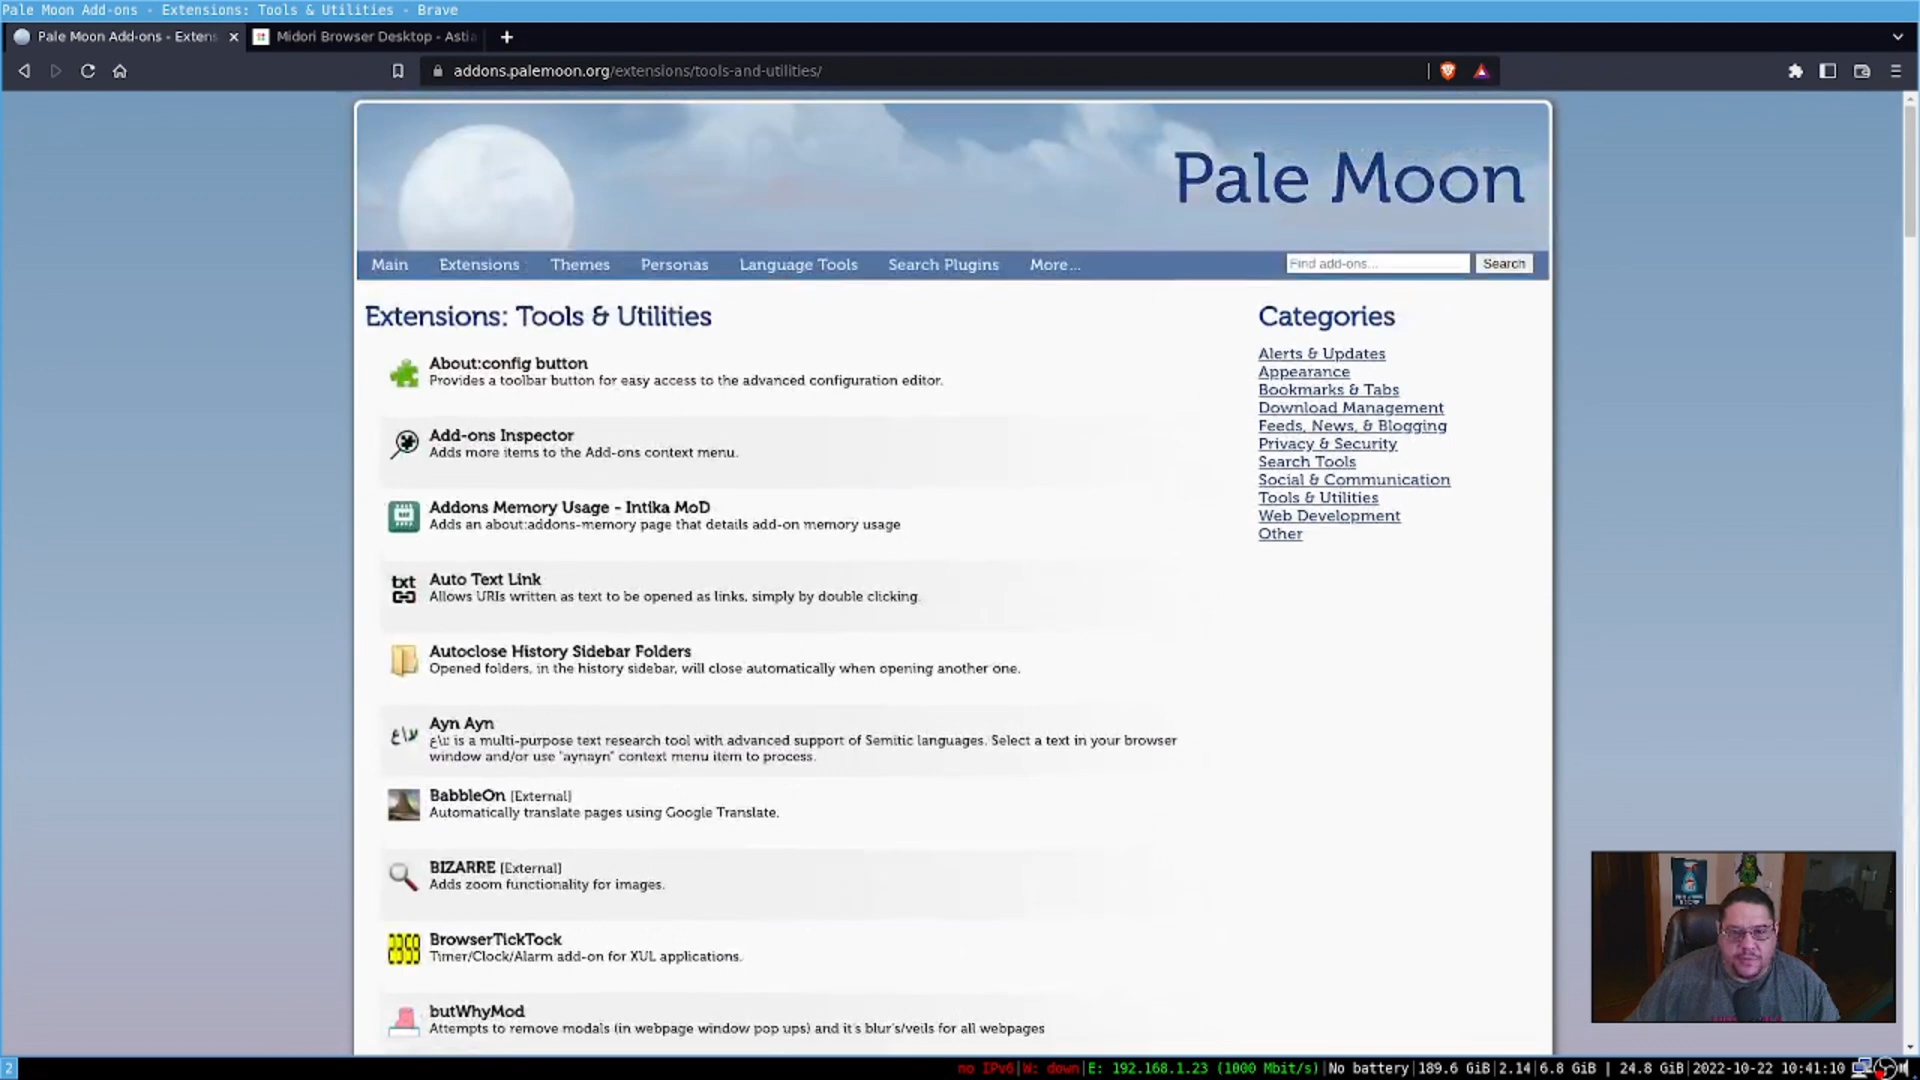 Pale Moon Add-ons - Extensions: Tools & Utilities - Brave
Pale Moon Add-ons - Extens
Midori Browser Desktop - Astia
addons.palemoon.org/extensions/tools-and-utilities/
Pale Moon
Main Extensions Themes Personas Language Tools Search Plugins More...
Find add-ons... Search
Extensions: Tools & Utilities
About:config button
Provides a toolbar button for easy access to the advanced configuration editor.
Add-ons Inspector
Adds more items to the Add-ons context menu.
Addons Memory Usage - Intika MoD
Adds an about:addons-memory page that details add-on memory usage
txt
Auto Text Link
Allows URIs written as text to be opened as links, simply by double clicking.
Autoclose History Sidebar Folders
Opened folders, in the history sidebar, will close automatically when opening another one.
Ayn Ayn
is a multi-purpose text research tool with advanced support of Semitic languages. Select a text in your browser
window and/or use "aynayn" context menu item to process.
BabbleOn [External]
Automatically translate pages using Google Translate.
BIZARRE [External]
Adds zoom functionality for images.
2359
BrowserTickTock
Timer/Clock/Alarm add-on for XUL applications.
butWhyMod
Attempts to remove modals (in webpage window pop ups) and it's blur's/veils for all webpages
Categories
Alerts & Updates
Appearance
Bookmarks & Tabs
Download Management
Feeds, News, & Blogging
Privacy & Security
Search Tools
Social & Communication
Tools & Utilities
Web Development
Other
2
no IPv6|W: down|E: 192.168.1.23 (1000 Mbit/s)|No battery|189.6 GiB|2.14|6.8 GiB | 24.8 GiB|2022-10-22 10:41:10